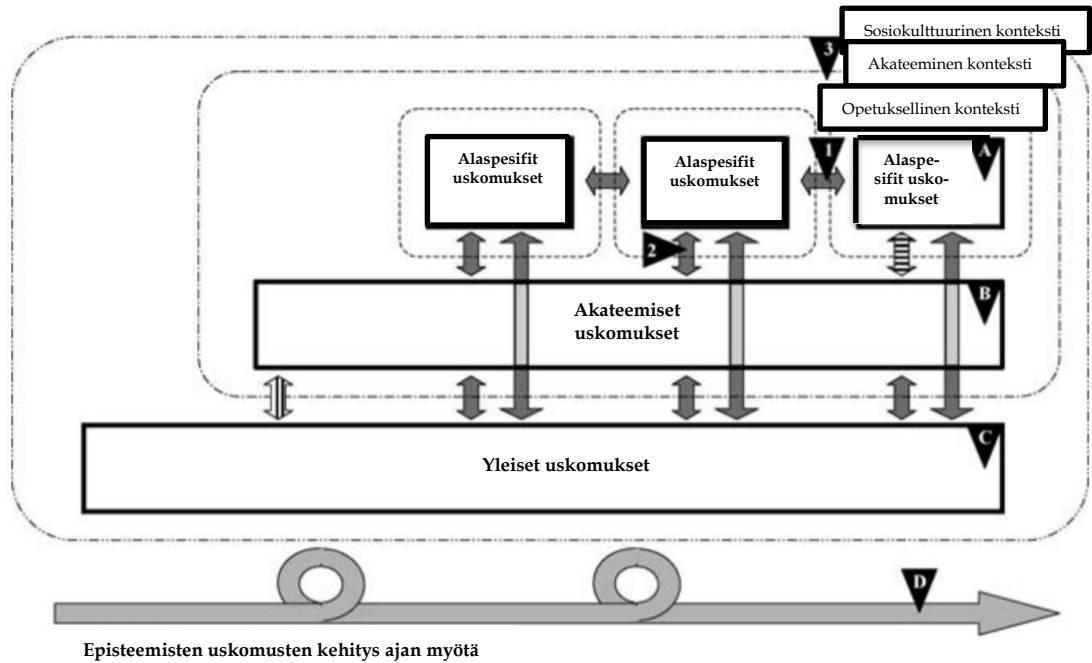 Sosiokulttuurinen konteksti
3
Akateeminen konteksti
Opetuksellinen konteksti
1
A
Alaspesifit
uskomukset
Alaspesifit
uskomukset
Alaspe-
sifit usko-
mukset
2
B
Akateemiset
uskomukset
C
Yleiset uskomukset
D
Episteemisten uskomusten kehitys ajan myötä